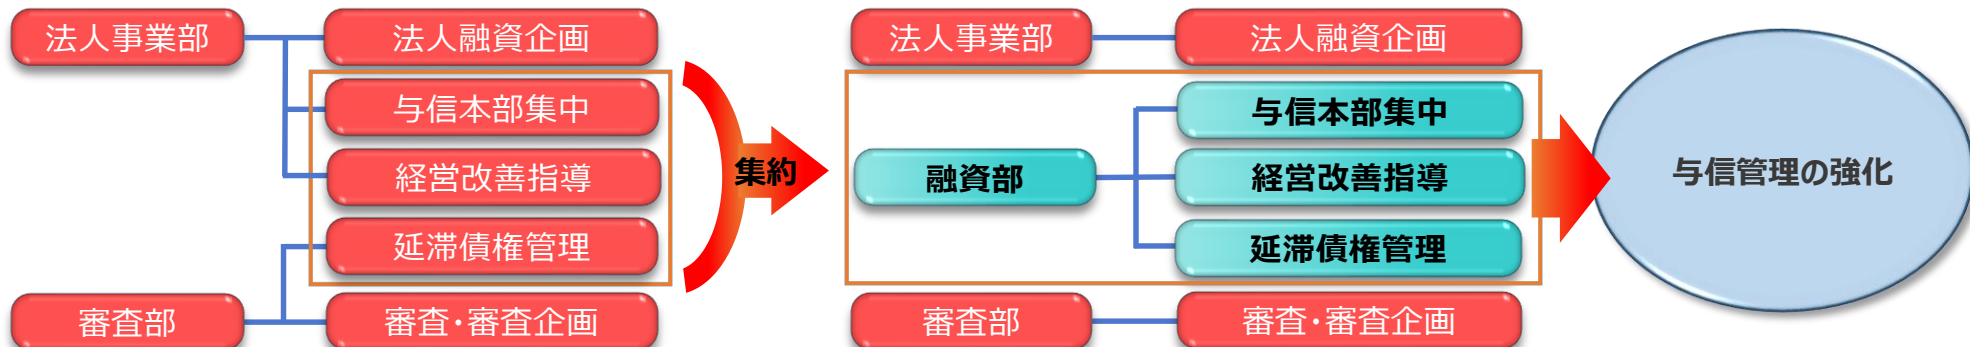 法人事業部
法人融資企画
与信本部集中
経営改善指導
延滞債権管理
審査部
審査・審査企画
集約
法人事業部
法人融資企画
融資部
与信本部集中
経営改善指導
延滞債権管理
審査部
審査・審査企画
与信管理の強化